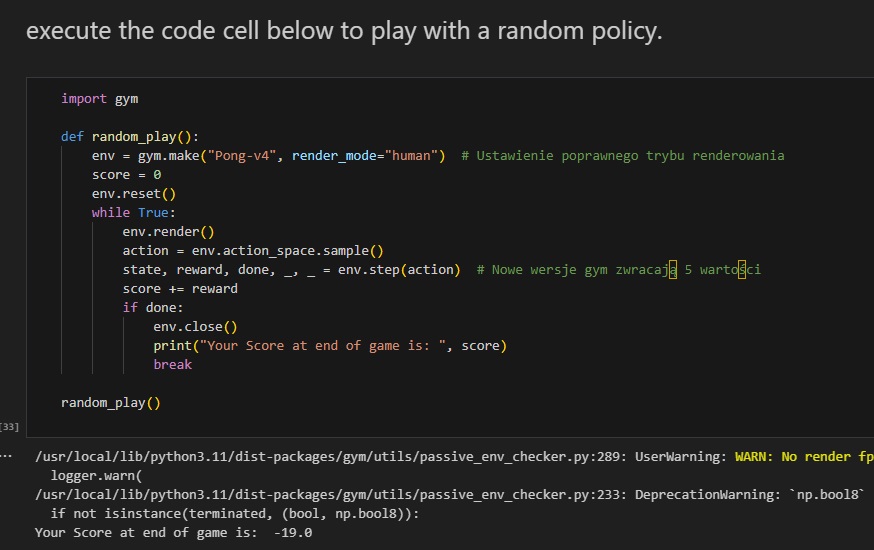 execute the code cell below to play with a random policy.
import gym
def random_play():
env = gym.make("Pong-v4", render_mode="human")  # Ustawienie poprawnego trybu renderowania
score = 0
env.reset()
while True:
env.render()
action = env.action_space.sample()
state, reward, done, _, _ = env.step(action)  # Nowe wersje gym zwracają 5 wartości
score += reward
if done:
env.close()
print("Your Score at end of game is: ", score)
break
random_play()
[33]
... /usr/local/lib/python3.11/dist-packages/gym/utils/passive_env_checker.py:289: UserWarning: WARN: No render fp
logger.warn(
/usr/local/lib/python3.11/dist-packages/gym/utils/passive_env_checker.py:233: DeprecationWarning: `np.bool8`
if not isinstance(terminated, (bool, np.bool8)):
Your Score at end of game is:  -19.0